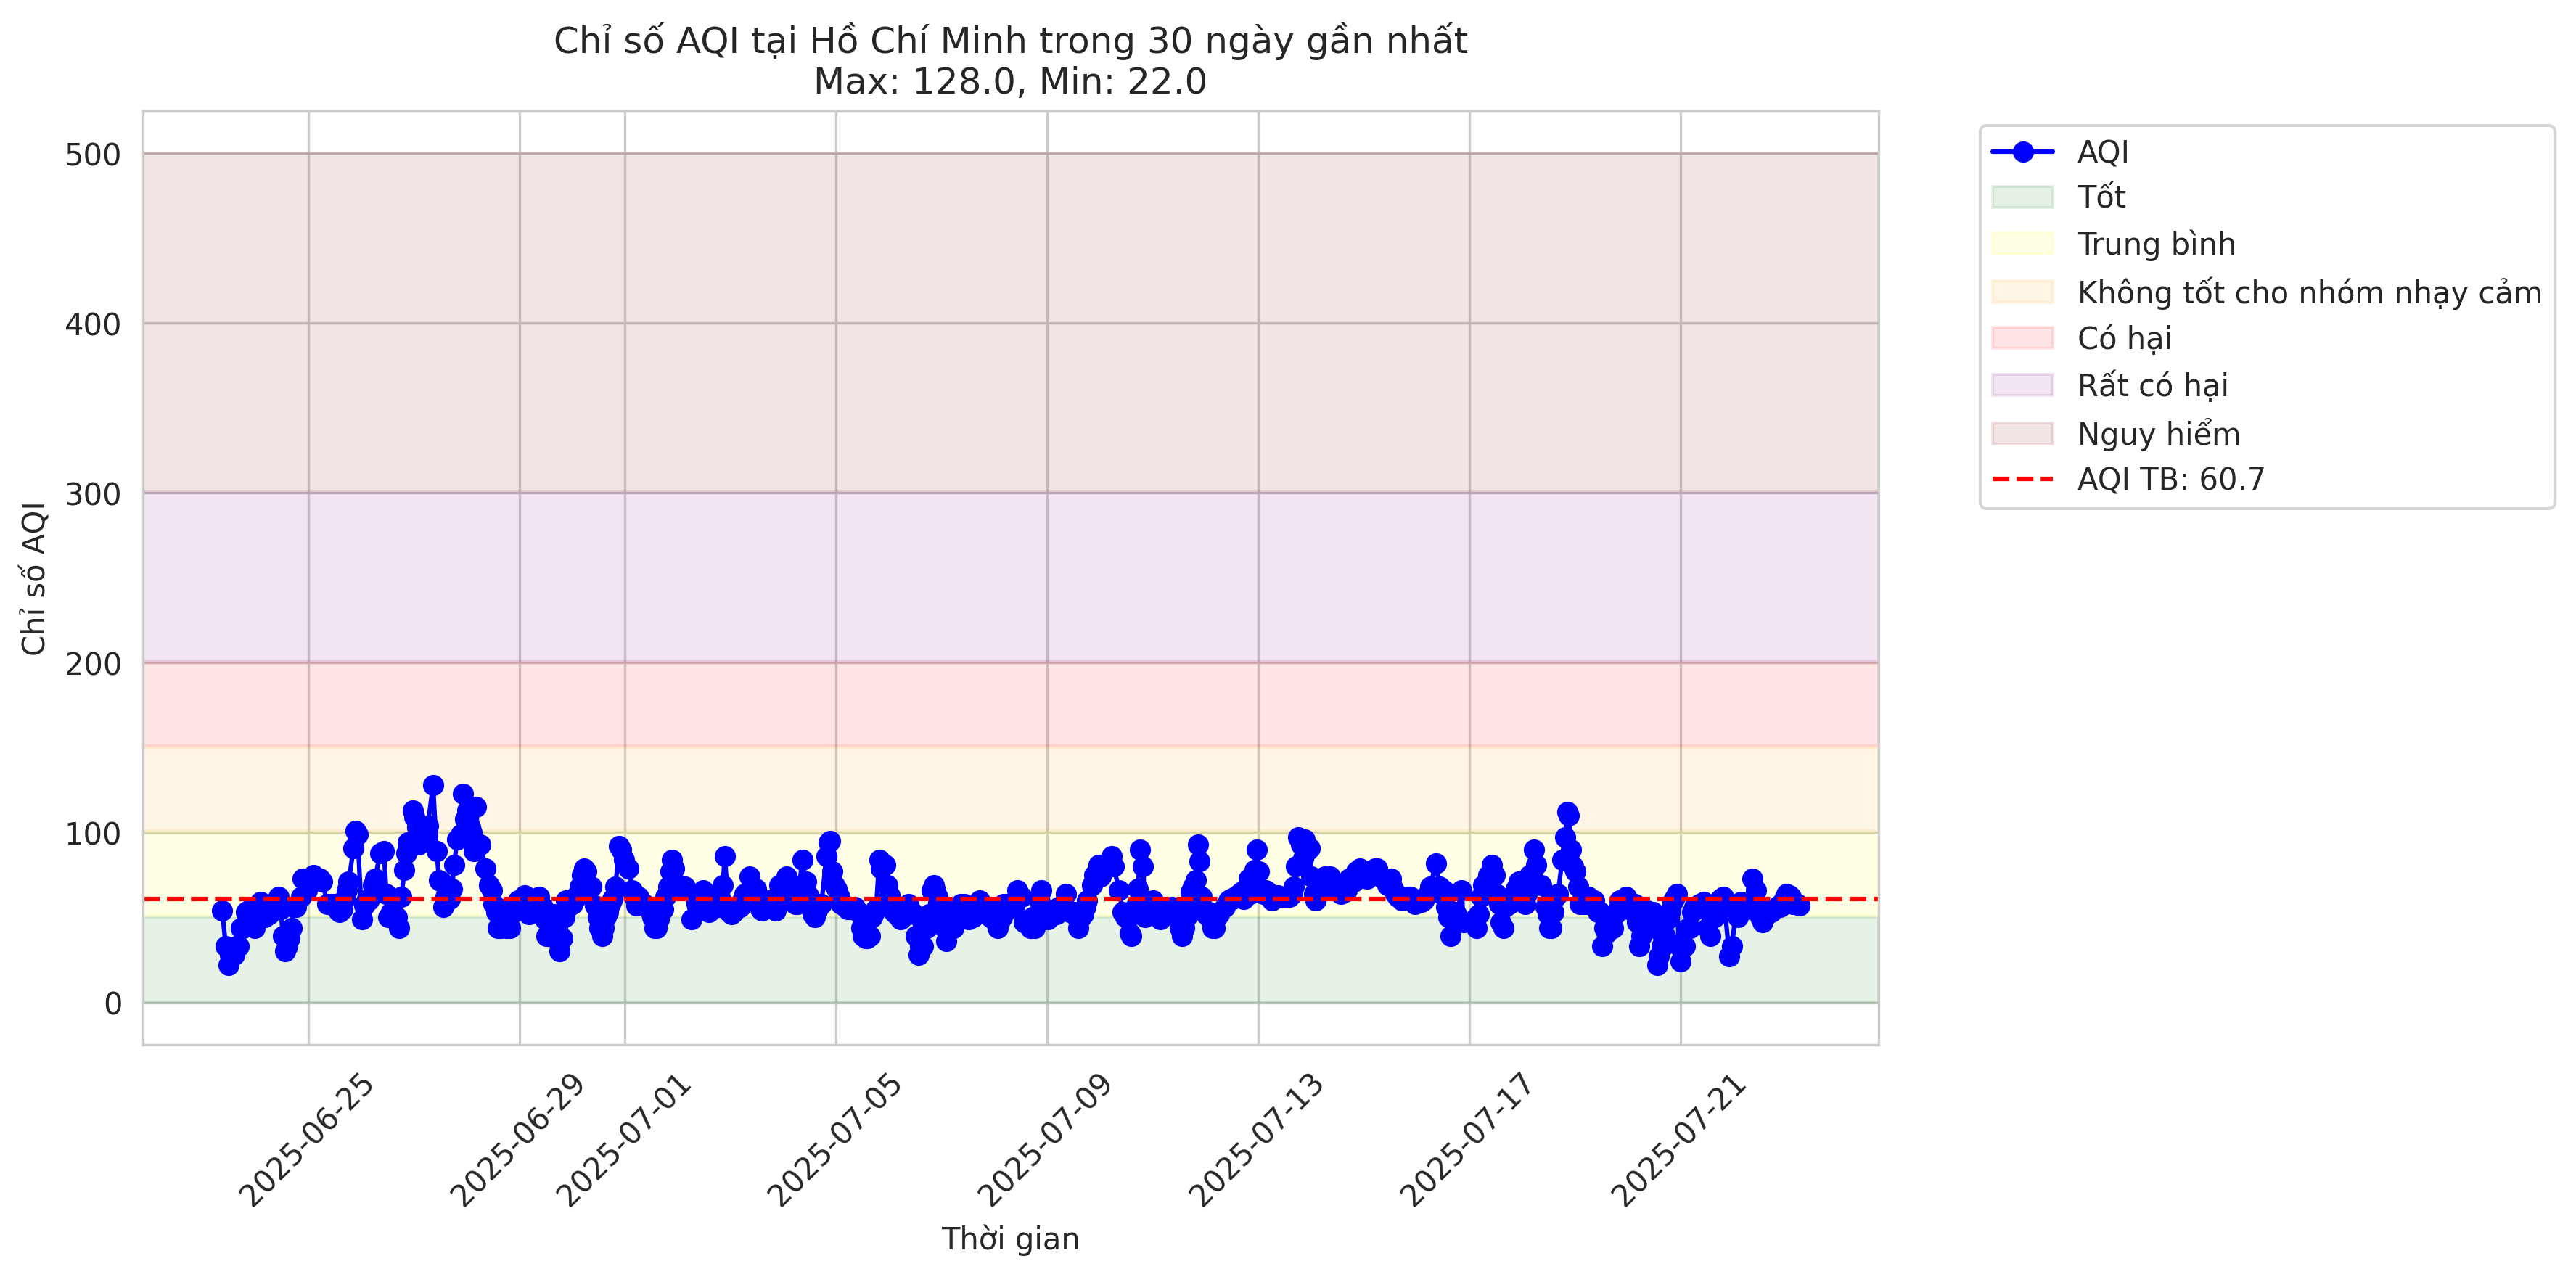 Chỉ số AQI tại Hồ Chí Minh trong 30 ngày gần nhất
Max: 128.0, Min: 22.0
Chỉ số AQI
500
400
300
200
100
0
2025-06-25
2025-06-29
2025-07-01
2025-07-05
2025-07-09
2025-07-13
2025-07-17
2025-07-21
Thời gian
AQI
Tốt
Trung bình
Không tốt cho nhóm nhạy cảm
Có hại
Rất có hại
Nguy hiểm
AQI TB: 60.7